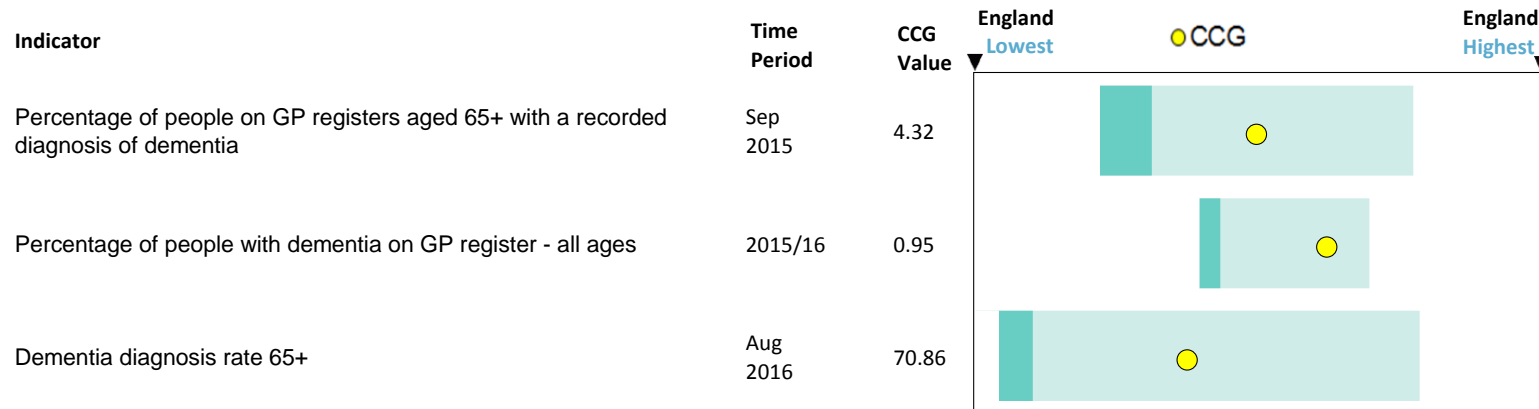 Indicator
Time
Period
CCG
Value
England
Lowest
CCG
England
Highest
Percentage of people on GP registers aged 65+ with a recorded
diagnosis of dementia
Sep
2015
4.32
Percentage of people with dementia on GP register - all ages
2015/16
0.95
Dementia diagnosis rate 65+
Aug
2016
70.86